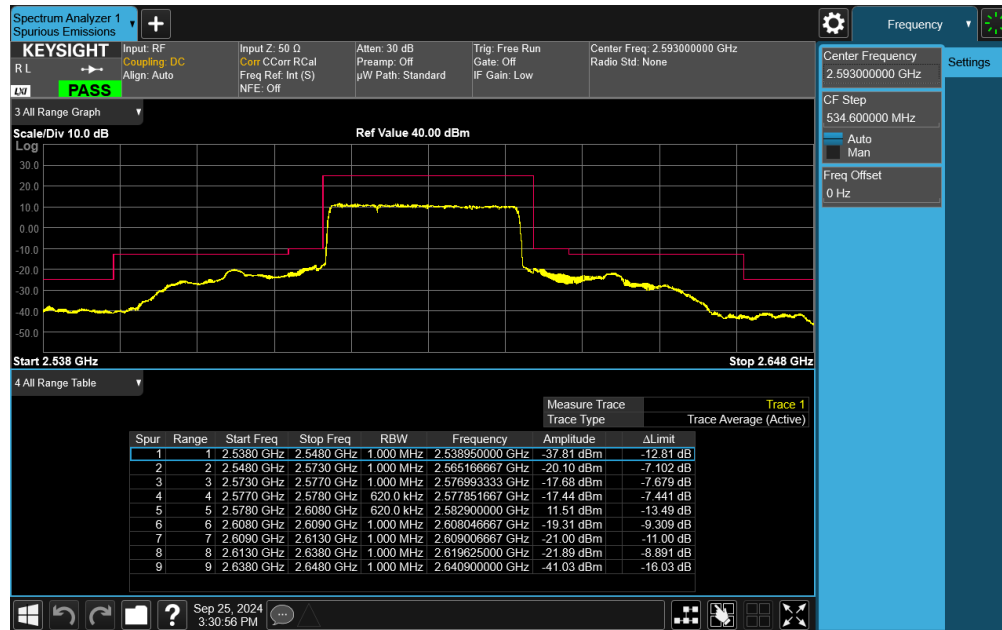 Spectrum Analyzer 1
Spurious Emissions
Frequency
KEYSIGHT
R L
LXI
PASS
Input: RF
Coupling: DC
Align: Auto
Input Z: 50 Ω
Corr CCorr RCal
Freq Ref: Int (S)
NFE: Off
Atten: 30 dB
Preamp: Off
µW Path: Standard
Trig: Free Run
Gate: Off
IF Gain: Low
Center Freq: 2.593000000 GHz
Radio Std: None
Center Frequency
2.593000000 GHz
Settings
CF Step
534.600000 MHz
Auto
Man
Freq Offset
0 Hz
3 All Range Graph
Scale/Div 10.0 dB
Ref Value 40.00 dBm
Log
30.0
20.0
10.0
0.00
-10.0
-20.0
-30.0
-40.0
-50.0
Start 2.538 GHz
Stop 2.648 GHz
4 All Range Table
Measure Trace Trace 1
Trace Type Trace Average (Active)
Spur Range Start Freq Stop Freq RBW Frequency Amplitude ΔLimit
1 1 2.5380 GHz 2.5480 GHz 1.000 MHz 2.538950000 GHz -37.81 dBm -12.81 dB
2 2 2.5480 GHz 2.5730 GHz 1.000 MHz 2.565166667 GHz -20.10 dBm -7.102 dB
3 3 2.5730 GHz 2.5770 GHz 1.000 MHz 2.576993333 GHz -17.68 dBm -7.679 dB
4 4 2.5770 GHz 2.5780 GHz 620.0 kHz 2.577851667 GHz -17.44 dBm -7.441 dB
5 5 2.5780 GHz 2.6080 GHz 620.0 kHz 2.582900000 GHz 11.51 dBm -13.49 dB
6 6 2.6080 GHz 2.6090 GHz 1.000 MHz 2.608046667 GHz -19.31 dBm -9.309 dB
7 7 2.6090 GHz 2.6130 GHz 1.000 MHz 2.609006667 GHz -21.00 dBm -11.00 dB
8 8 2.6130 GHz 2.6380 GHz 1.000 MHz 2.619625000 GHz -21.89 dBm -8.891 dB
9 9 2.6380 GHz 2.6480 GHz 1.000 MHz 2.640900000 GHz -41.03 dBm -16.03 dB
Sep 25, 2024
3:30:56 PM